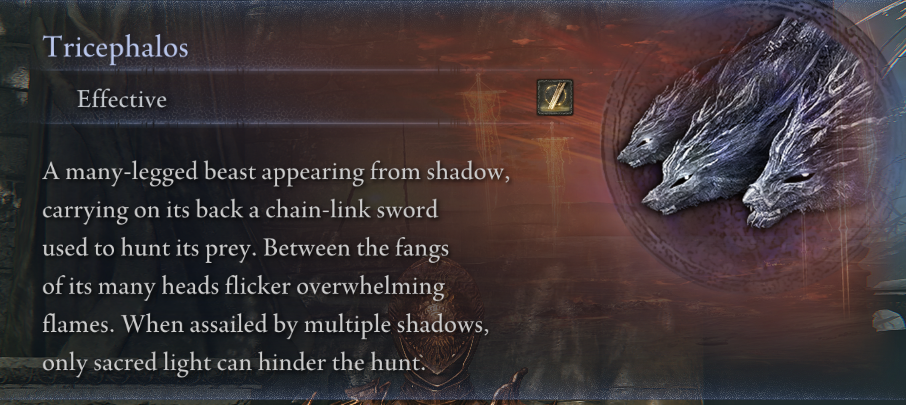 Tricephalos
Effective
A many-legged beast appearing from shadow,
carrying on its back a chain-link sword
used to hunt its prey. Between the fangs
of its many heads flicker overwhelming
flames. When assailed by multiple shadows,
only sacred light can hinder the hunt.